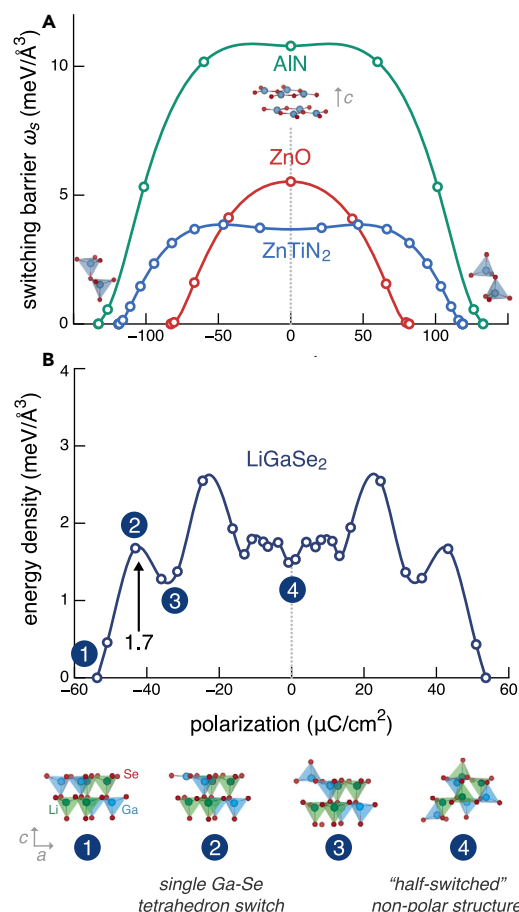 A
switching barrier ωs (meV/Å³)
10
5
0
AlN
c
ZnO
ZnTiN₂
−100
−50
0
50
100
B
energy density (meV/Å³)
4
3
2
1
0
LiGaSe₂
2
3
4
1
1.7
−60
−40
−20
0
20
40
60
polarization (μC/cm²)
Se
Li
Ga
c
a
1
2
3
4
single Ga-Se
tetrahedron switch
“half-switched”
non-polar structure